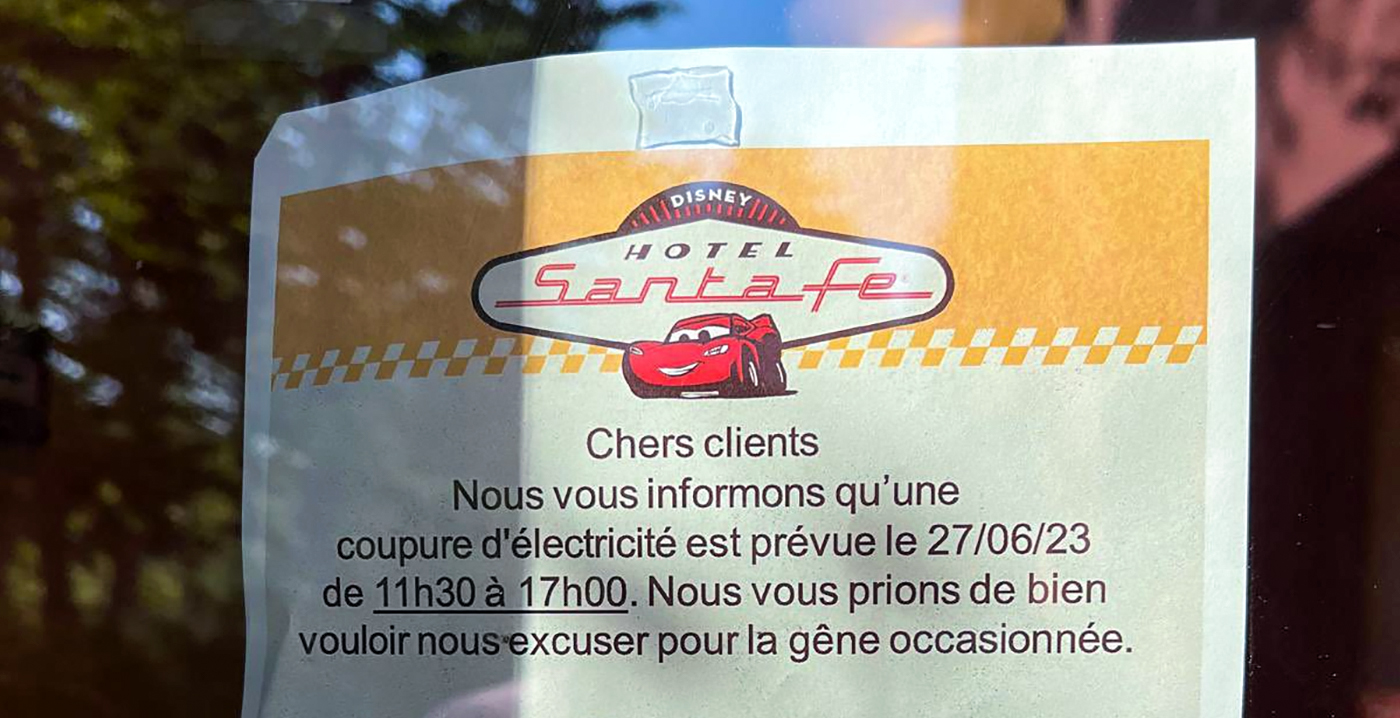 DISNEY
HOTEL
Santa Fe
Chers clients
Nous vous informons qu’une
coupure d'électricité est prévue le 27/06/23
de 11h30 à 17h00. Nous vous prions de bien
vouloir nous excuser pour la gêne occasionnée.